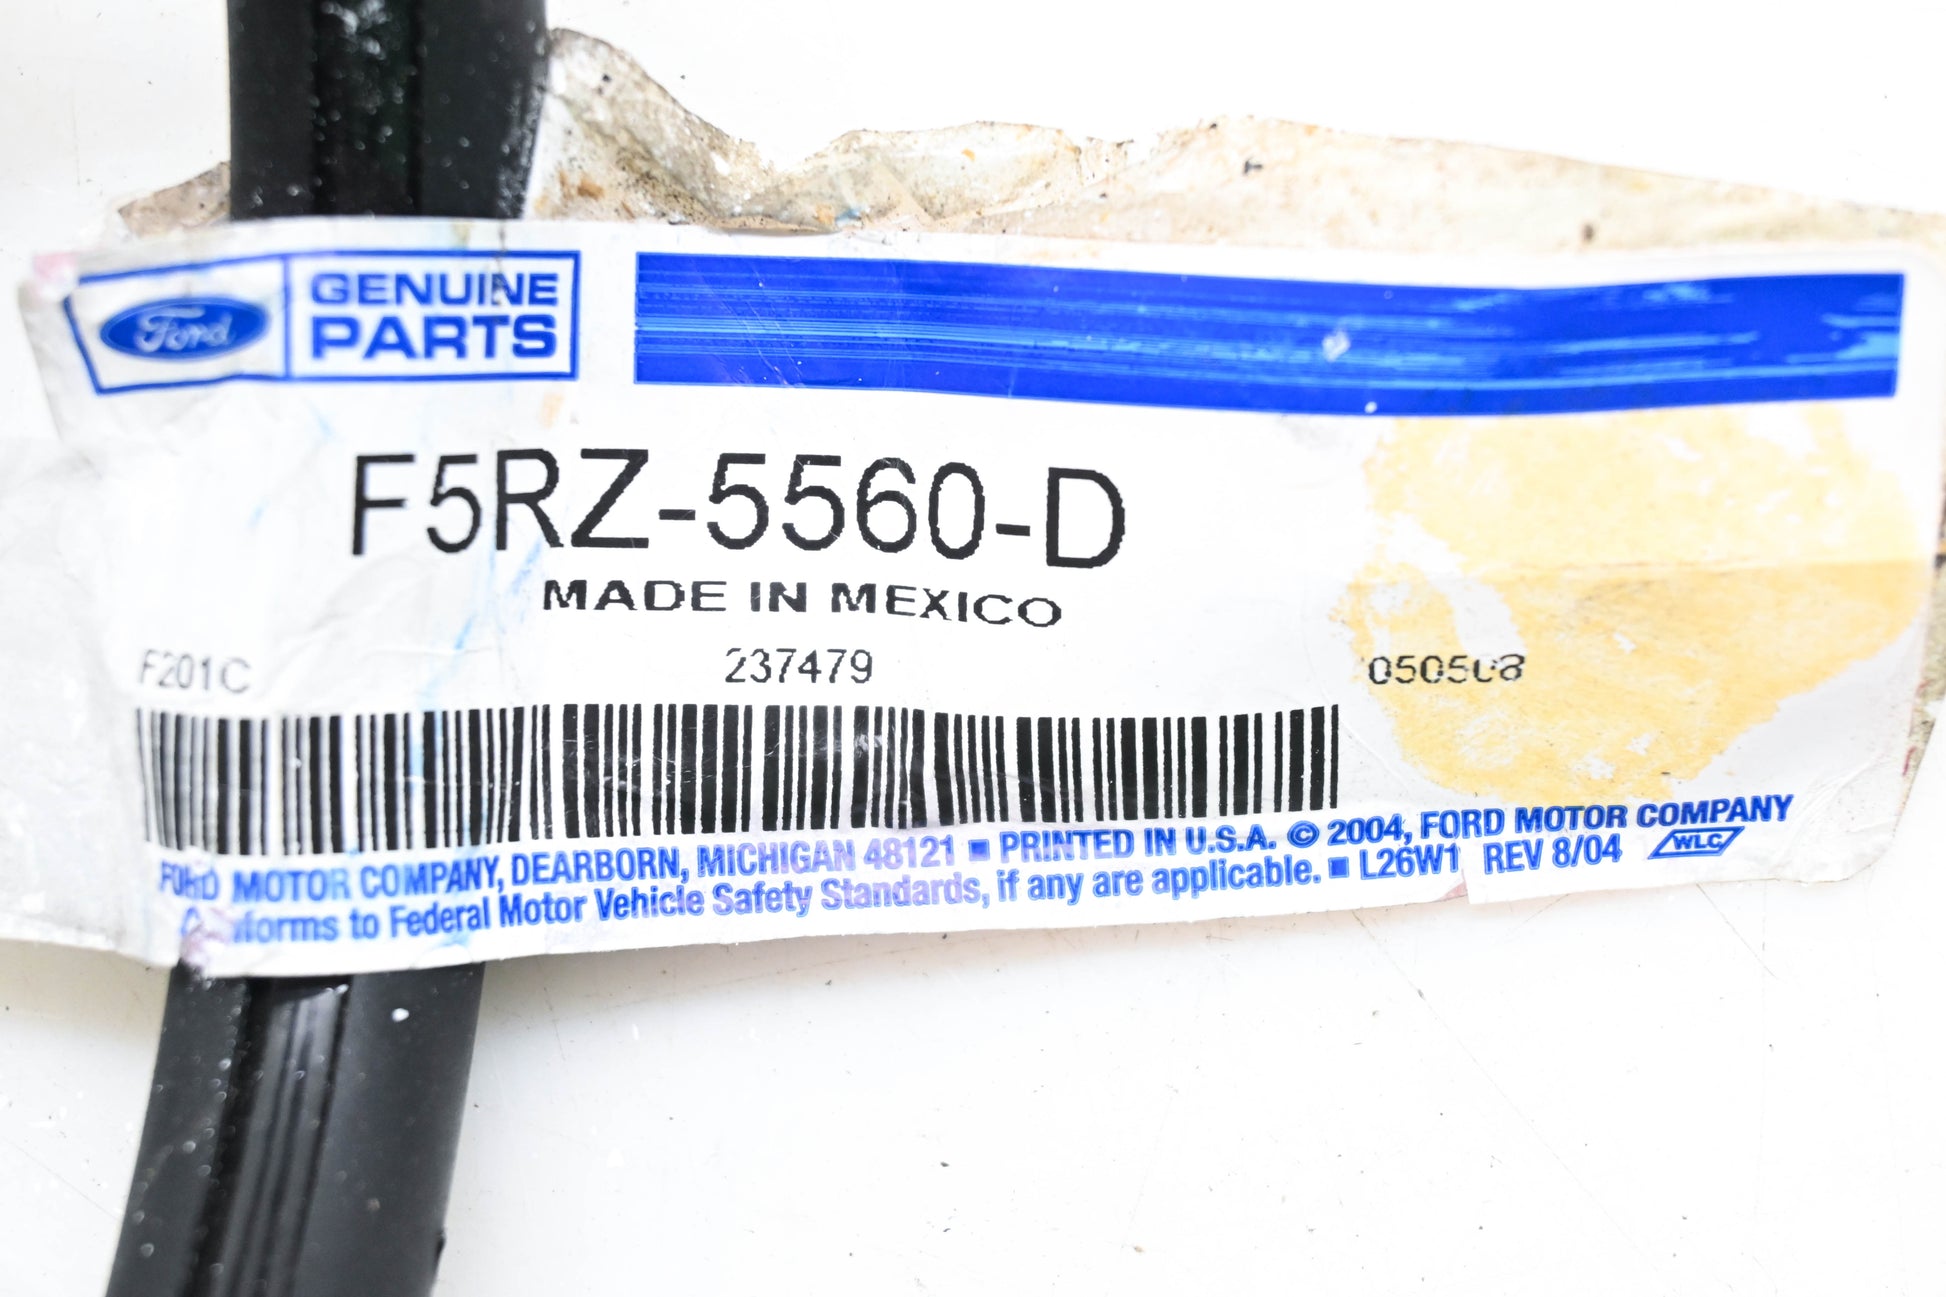 Ford
GENUINE
PARTS
F5RZ-5560-D
MADE IN MEXICO
F201C 237479 050508
FORD MOTOR COMPANY, DEARBORN, MICHIGAN 48121 ■ PRINTED IN U.S.A. © 2004, FORD MOTOR COMPANY
Conforms to Federal Motor Vehicle Safety Standards, if any are applicable. ■ L26W1 REV 8/04 WLC